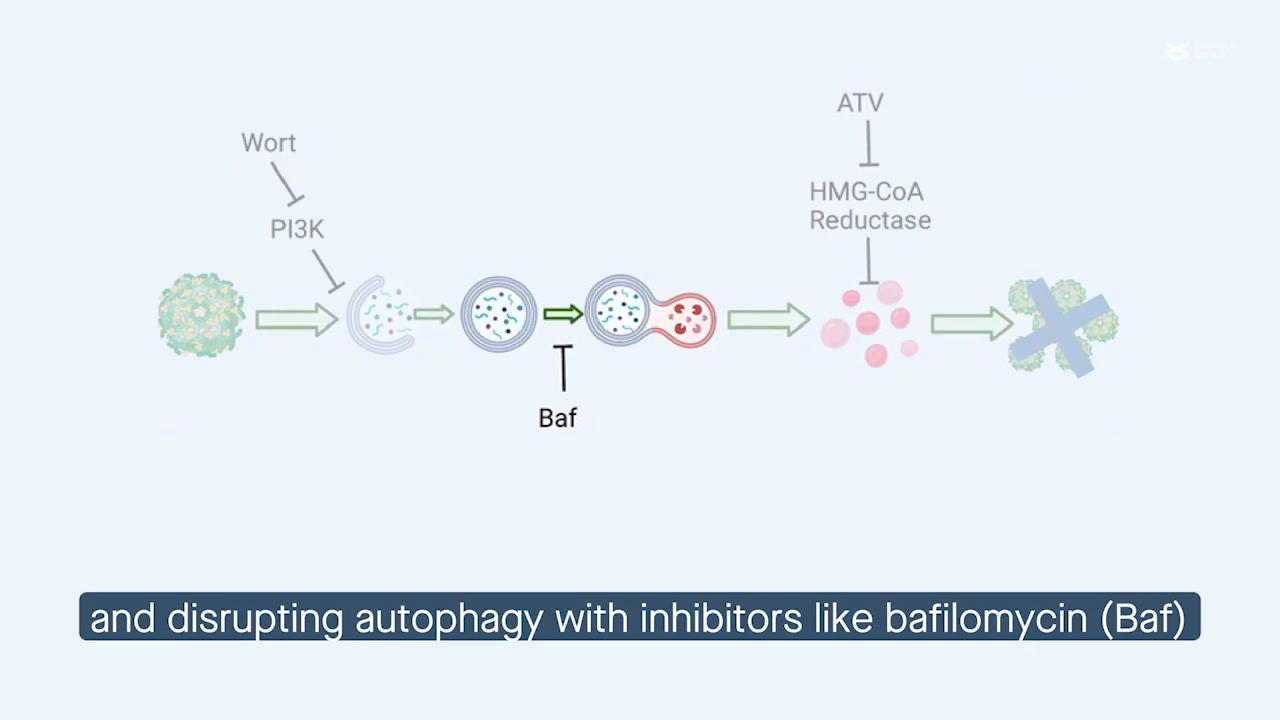 ATV
Wort
HMG-CoA
Reductase
PI3K
Baf
and disrupting autophagy with inhibitors like bafilomycin (Baf)